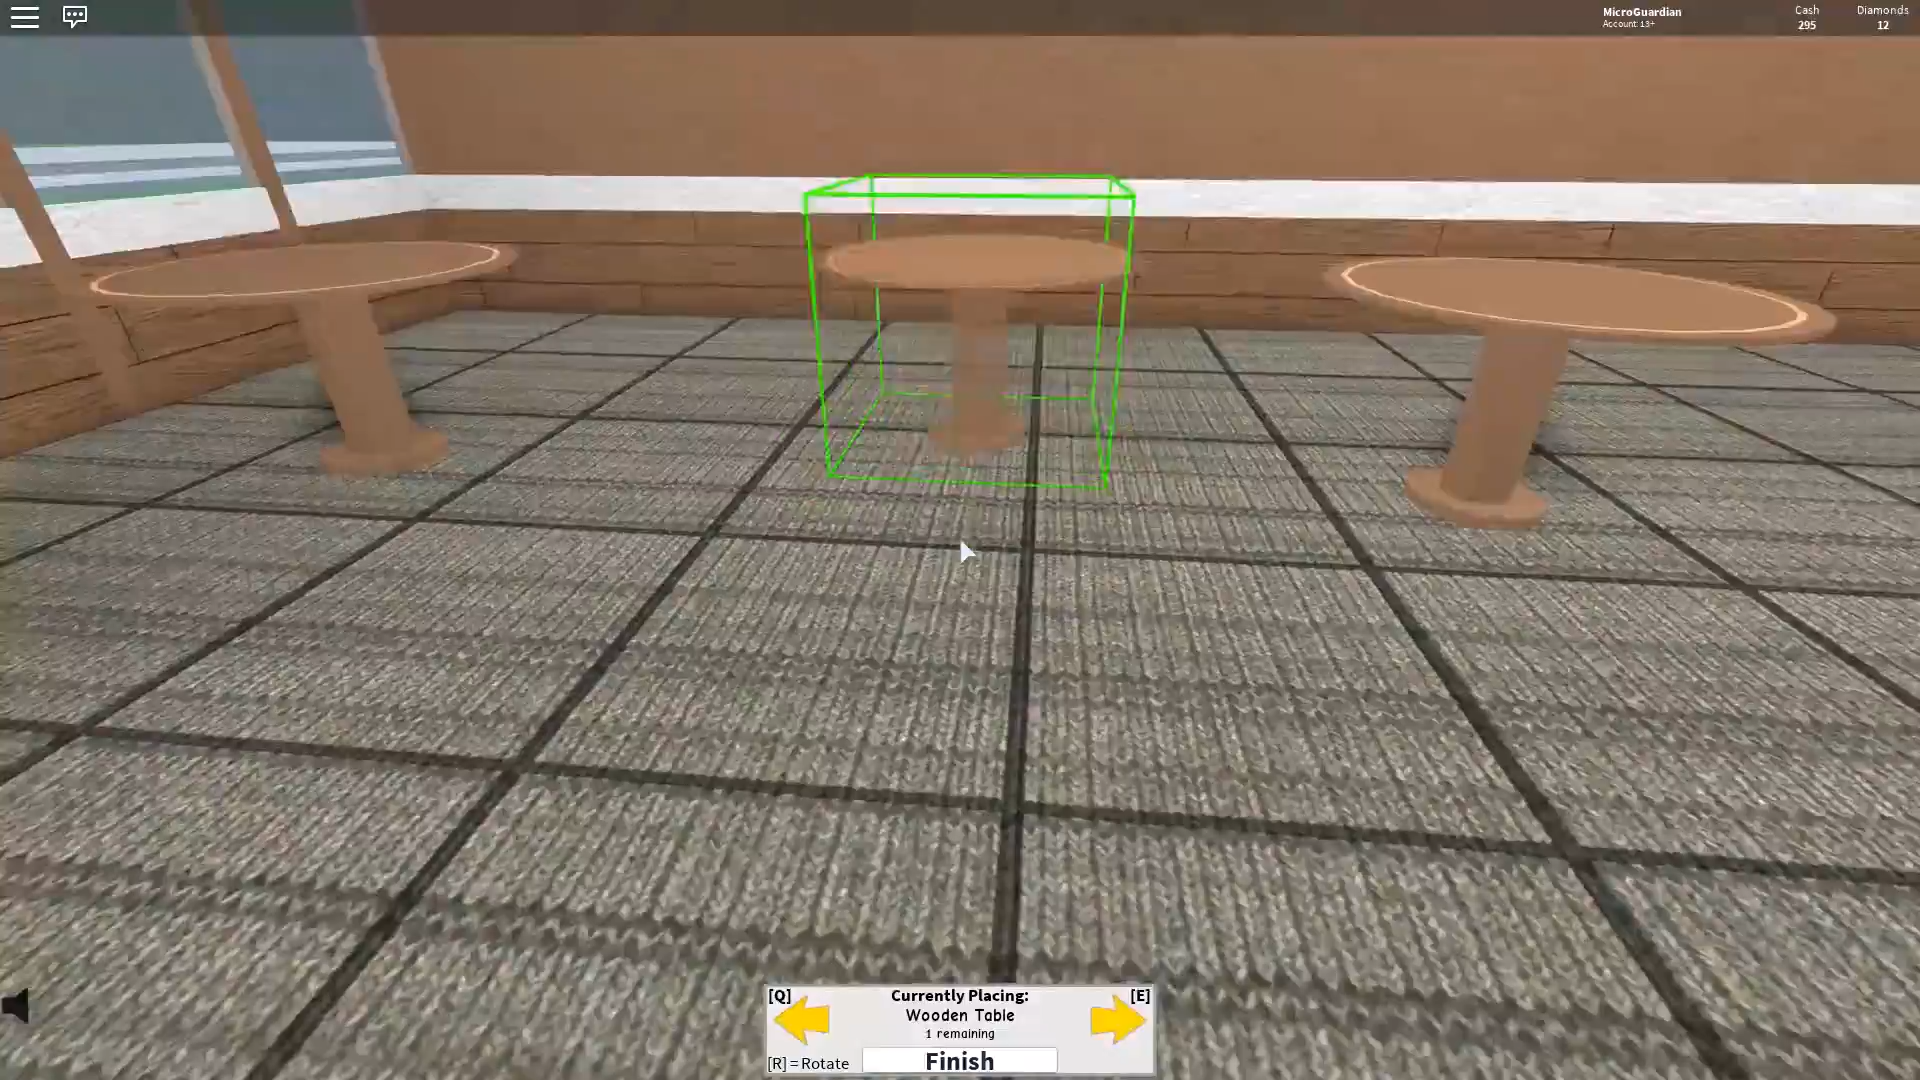 MicroGuardian
Account: 13+
Cash
295
Diamonds
12
[Q]
Currently Placing:
[E]
Wooden Table
1 remaining
[R] = Rotate
Finish